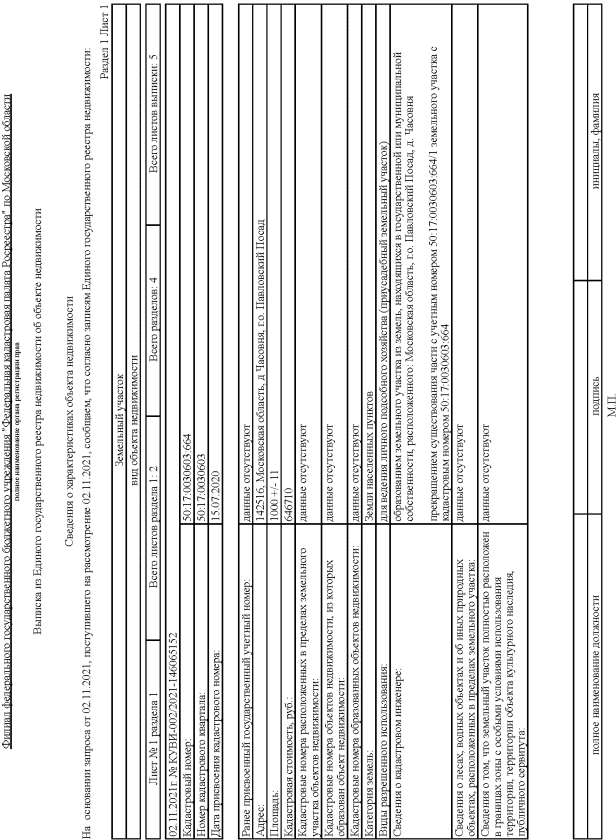 Филиал федерального государственного бюджетного учреждения "Федеральная кадастровая палата Росреестра" по Московской области
полное наименование органа регистрации прав
Выписка из Единого государственного реестра недвижимости об объекте недвижимости
Сведения о характеристиках объекта недвижимости
На основании запроса от 02.11.2021, поступившего на рассмотрение 02.11.2021, сообщаем, что согласно записям Единого государственного реестра недвижимости:
Раздел 1 Лист 1
Земельный участок
вид объекта недвижимости
Лист № 1 раздела 1 Всего листов раздела 1: 2 Всего разделов: 4 Всего листов выписки: 5
02.11.2021г. № КУВИ-002/2021-146065152
Кадастровый номер: 50:17:0030603:664
Номер кадастрового квартала: 50:17:0030603
Дата присвоения кадастрового номера: 15.07.2020
Ранее присвоенный государственный учетный номер: данные отсутствуют
Адрес: 142516, Московская область, д Часовня, г.о. Павловский Посад
Площадь: 1000 +/- 11
Кадастровая стоимость, руб.: 646710
Кадастровые номера расположенных в пределах земельного данные отсутствуют
участка объектов недвижимости:
Кадастровые номера объектов недвижимости, из которых данные отсутствуют
образован объект недвижимости:
Кадастровые номера образованных объектов недвижимости: данные отсутствуют
Категория земель: Земли населенных пунктов
Виды разрешенного использования: для ведения личного подсобного хозяйства (приусадебный земельный участок)
Сведения о кадастровом инженере: образованием земельного участка из земель, находящихся в государственной или муниципальной
собственности, расположенного: Московская область, г.о. Павловский Посад, д. Часовня
прекращением существования части с учетным номером 50:17:0030603:664/1 земельного участка с
кадастровым номером 50:17:0030603:664
Сведения о лесах, водных объектах и об иных природных данные отсутствуют
объектах, расположенных в пределах земельного участка:
Сведения о том, что земельный участок полностью расположен данные отсутствуют
в границах зоны с особыми условиями использования
территории, территории объекта культурного наследия,
публичного сервитута:
полное наименование должности подпись инициалы, фамилия
М.П.